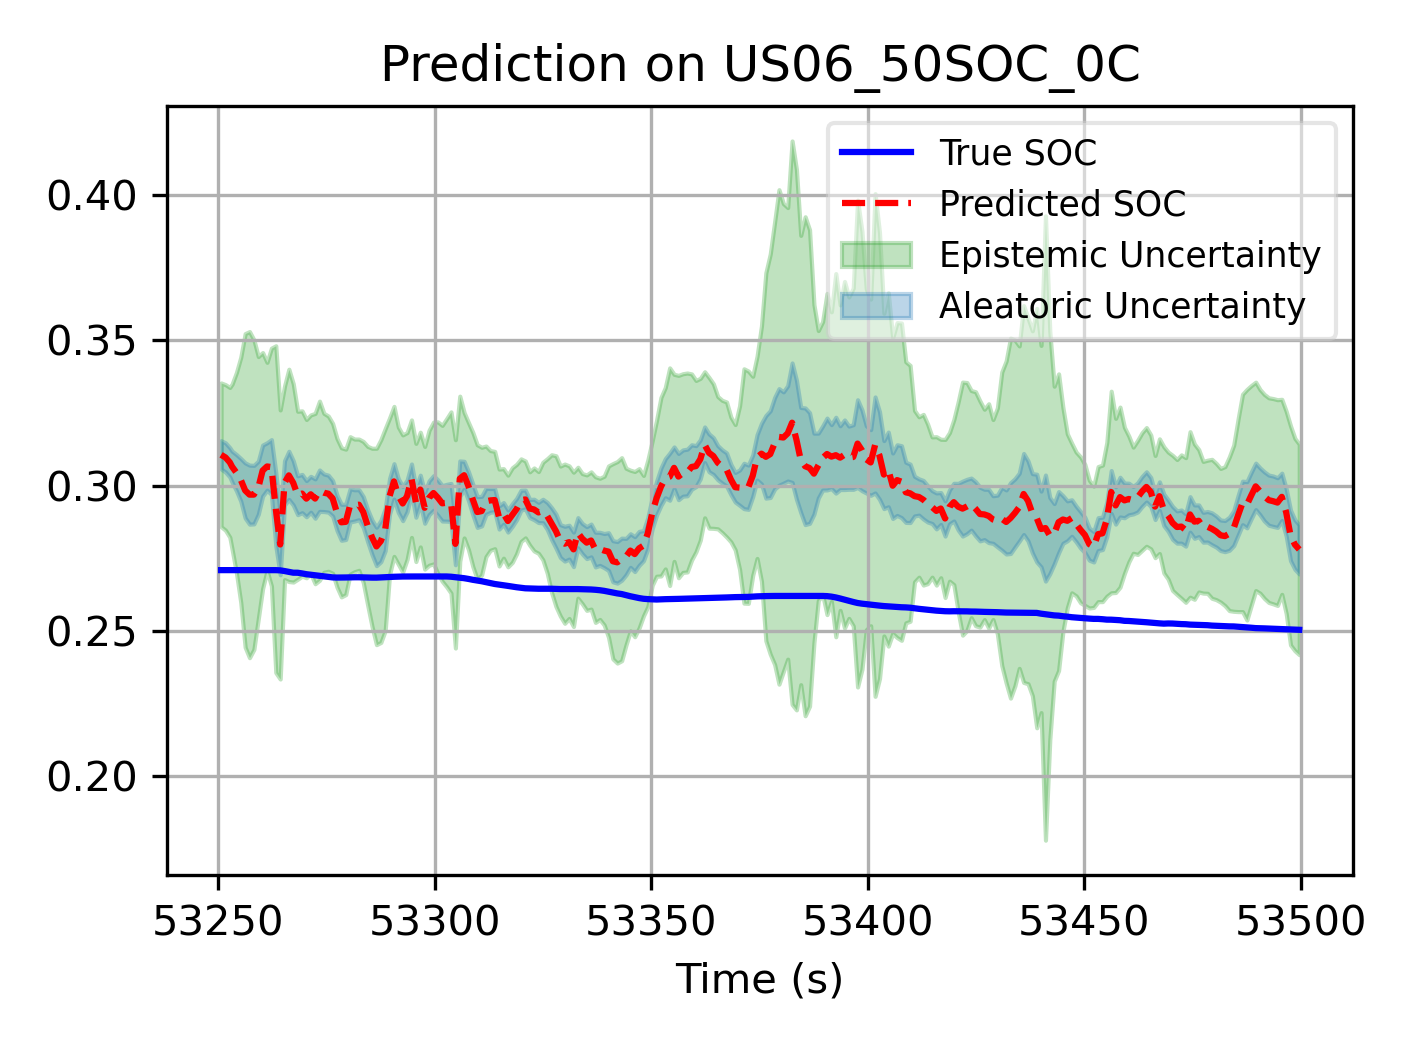 Prediction on US06_50SOC_0C
True SOC
Predicted SOC
Epistemic Uncertainty
Aleatoric Uncertainty
0.40
0.35
0.30
0.25
0.20
53250 53300 53350 53400 53450 53500
Time (s)